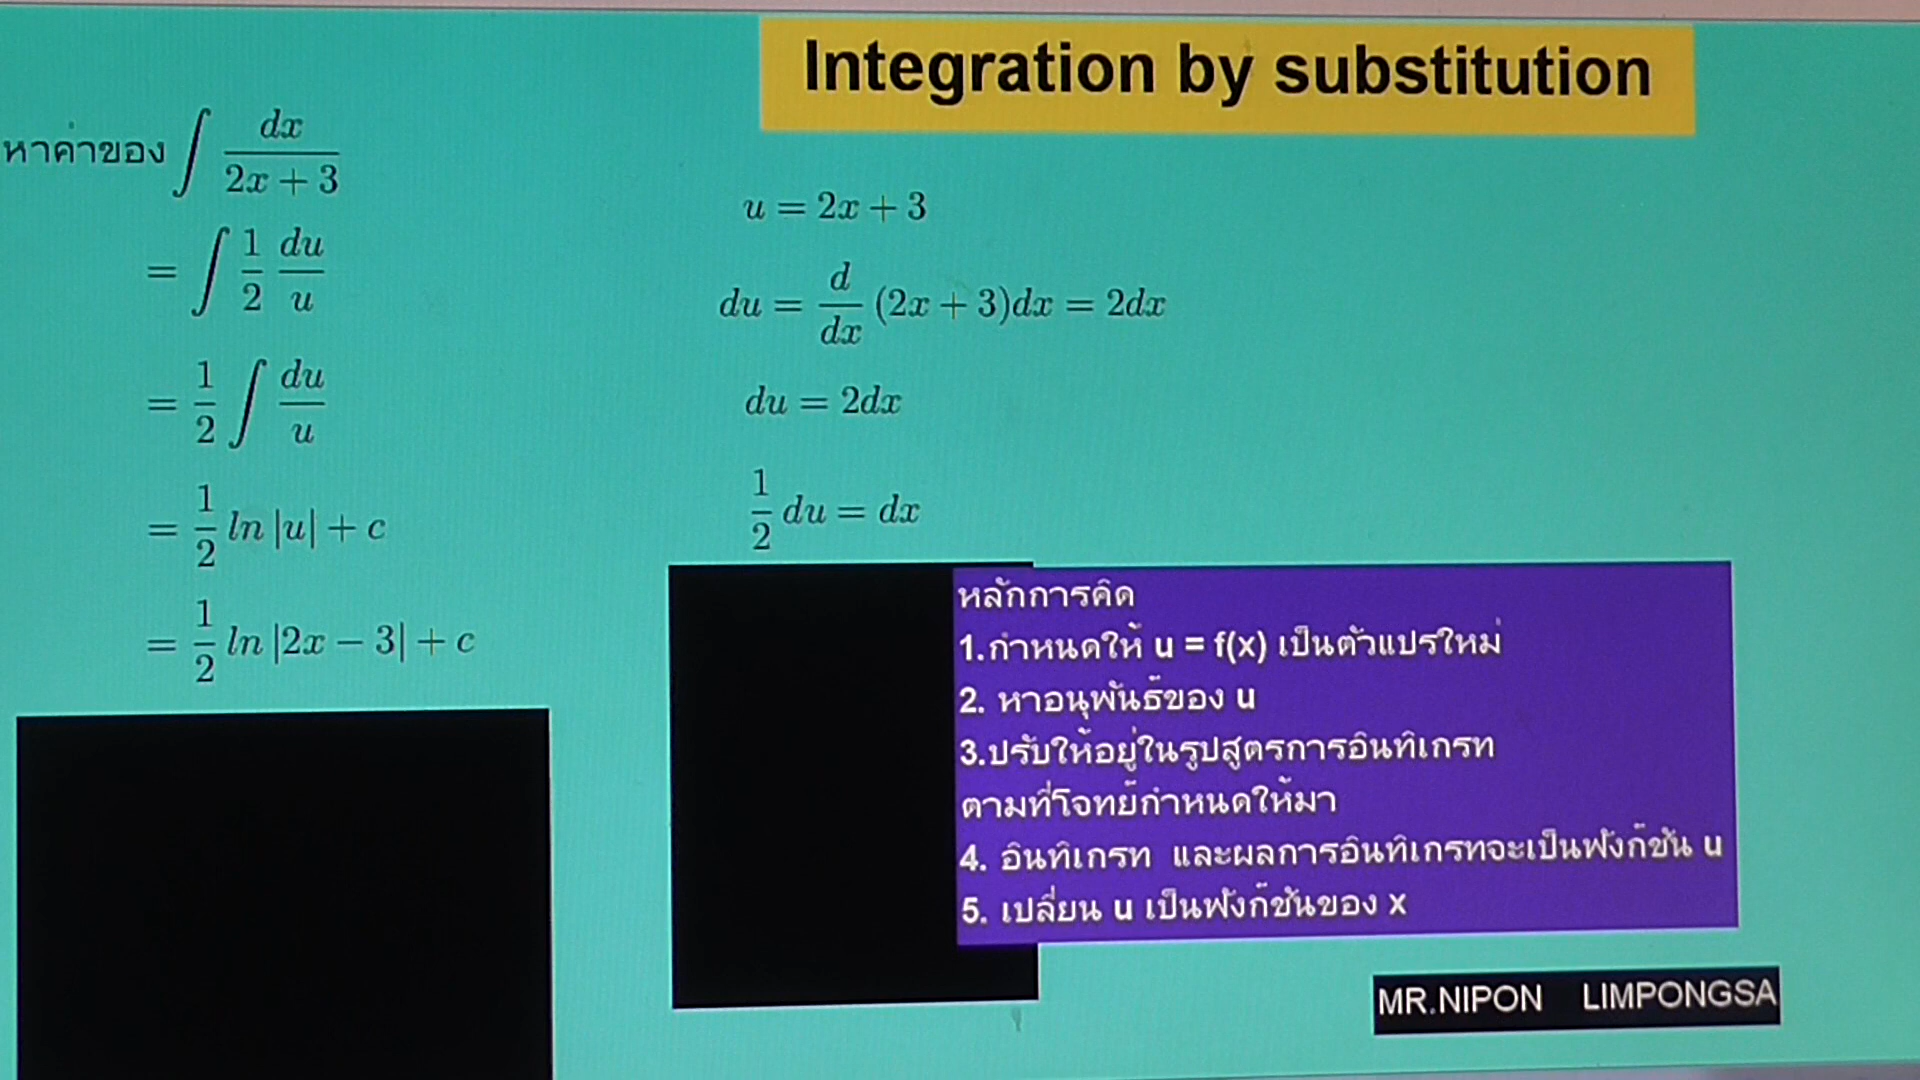 Integration by substitution
หาค่าของ ∫ dx/(2x + 3)
= ∫ 1/2 du/u
= 1/2 ∫ du/u
= 1/2 ln |u| + c
= 1/2 ln |2x − 3| + c
u = 2x + 3
du = d/dx (2x + 3)dx = 2dx
du = 2dx
1/2 du = dx
หลักการคิด
1.กำหนดให้ u = f(x) เป็นตัวแปรใหม่
2. หาอนุพันธ์ของ u
3.ปรับให้อยู่ในรูปสูตรการอินทิเกรท
ตามที่โจทย์กำหนดให้มา
4. อินทิเกรท และผลการอินทิเกรทจะเป็นฟังก์ชัน u
5. เปลี่ยน u เป็นฟังก์ชันของ x
MR.NIPON LIMPONGSA